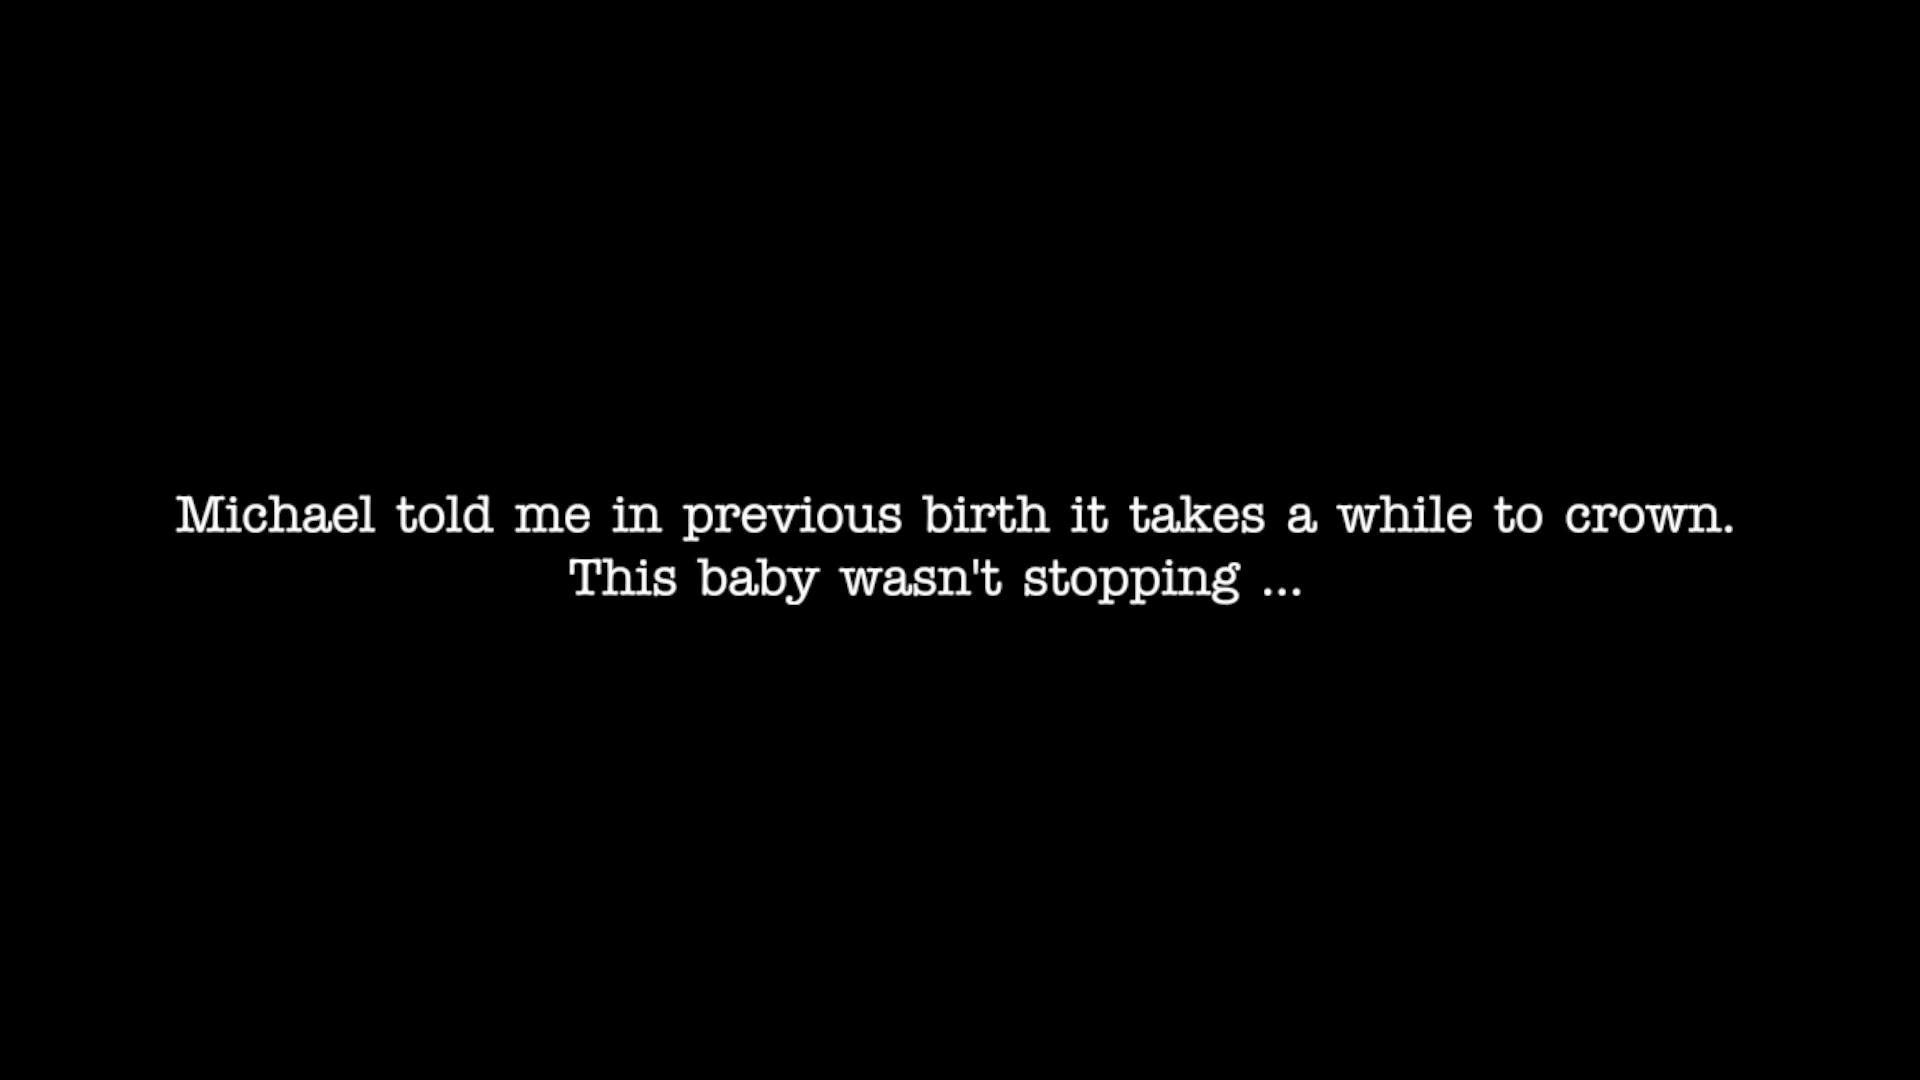 Michael told me in previous birth it takes a while to crown.
This baby wasn't stopping ...